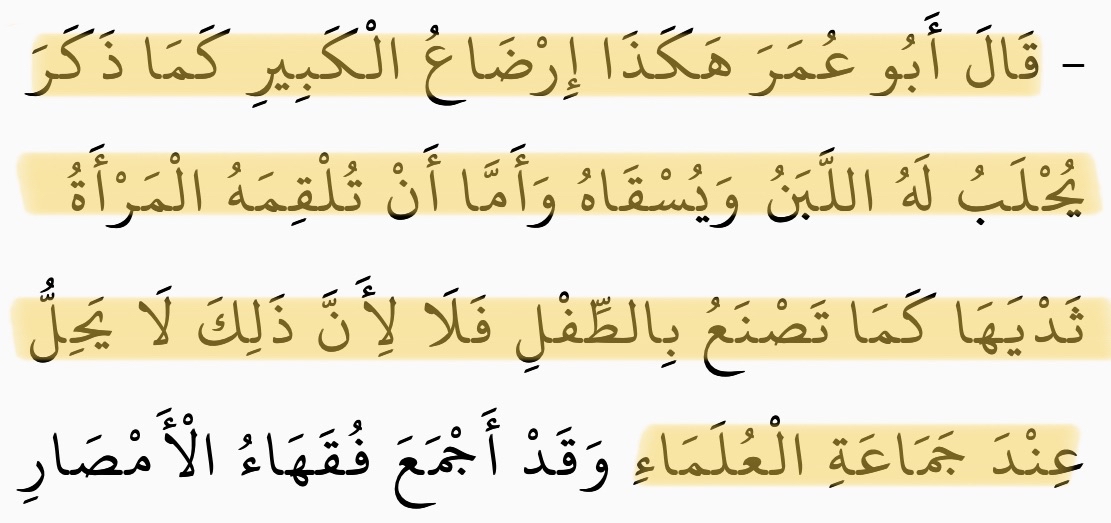 - قَالَ أَبُو عُمَرَ هَكَذَا إِرْضَاعُ الْكَبِيرِ كَمَا ذَكَرَ
يُحْلَبُ لَهُ اللَّبَنُ وَيُسْقَاهُ وَأَمَّا أَنْ تُلْقِمَهُ الْمَرْأَةُ
ثَدْيَهَا كَمَا تَصْنَعُ بِالطِّفْلِ فَلَا لِأَنَّ ذَلِكَ لَا يَحِلُّ
عِنْدَ جَمَاعَةِ الْعُلَمَاءِ وَقَدْ أَجْمَعَ فُقَهَاءُ الْأَمْصَارِ